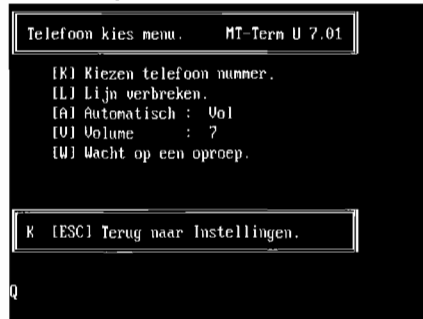 Telefoon kies menu. MT-Term U 7.01
[K] Kiezen telefoon nummer.
[L] Lijn verbreken.
[A] Automatisch : Vol
[V] Volume : 7
[W] Wacht op een oproep.
K [ESC] Terug naar Instellingen.
Q